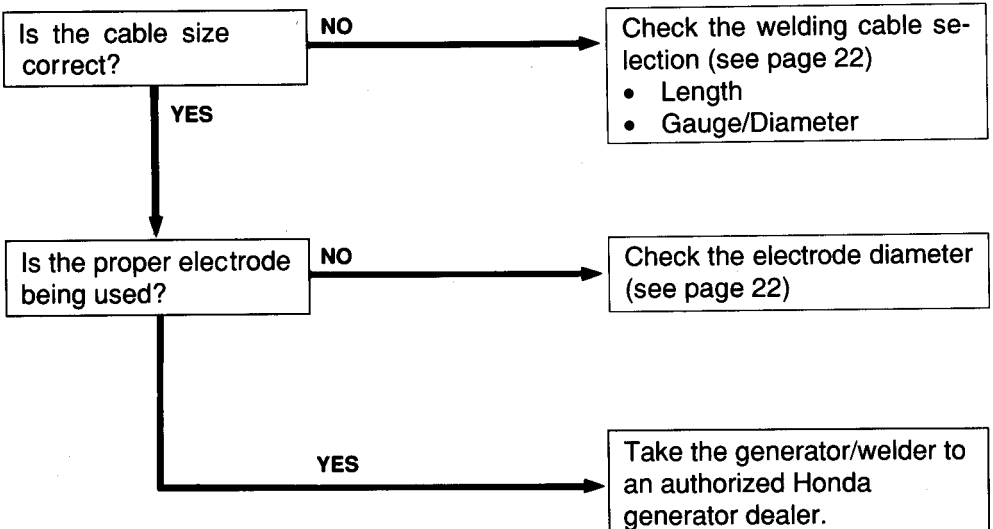 Is the cable size
correct?
NO
Check the welding cable se-
lection (see page 22)
• Length
• Gauge/Diameter
YES
Is the proper electrode
being used?
NO
Check the electrode diameter
(see page 22)
YES
Take the generator/welder to
an authorized Honda
generator dealer.